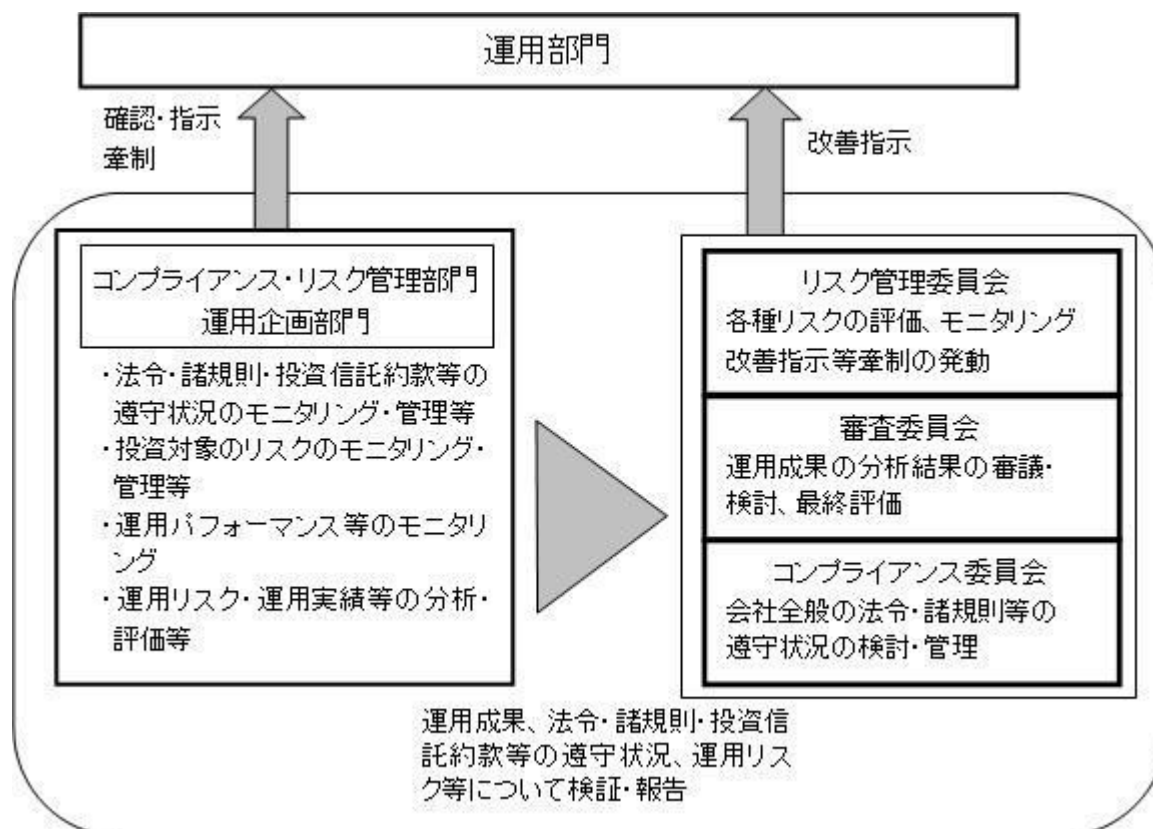 運用部門
確認・指示
牽制
改善指示
コンプライアンス・リスク管理部門
運用企画部門
・法令・諸規則・投資信託約款等の
遵守状況のモニタリング・管理等
・投資対象のリスクのモニタリング・
管理等
・運用パフォーマンス等のモニタリ
ング
・運用リスク・運用実績等の分析・
評価等
リスク管理委員会
各種リスクの評価、モニタリング
改善指示等牽制の発動
審査委員会
運用成果の分析結果の審議・
検討、最終評価
コンプライアンス委員会
会社全般の法令・諸規則等の
遵守状況の検討・管理
運用成果、法令・諸規則・投資信
託約款等の遵守状況、運用リス
ク等について検証・報告